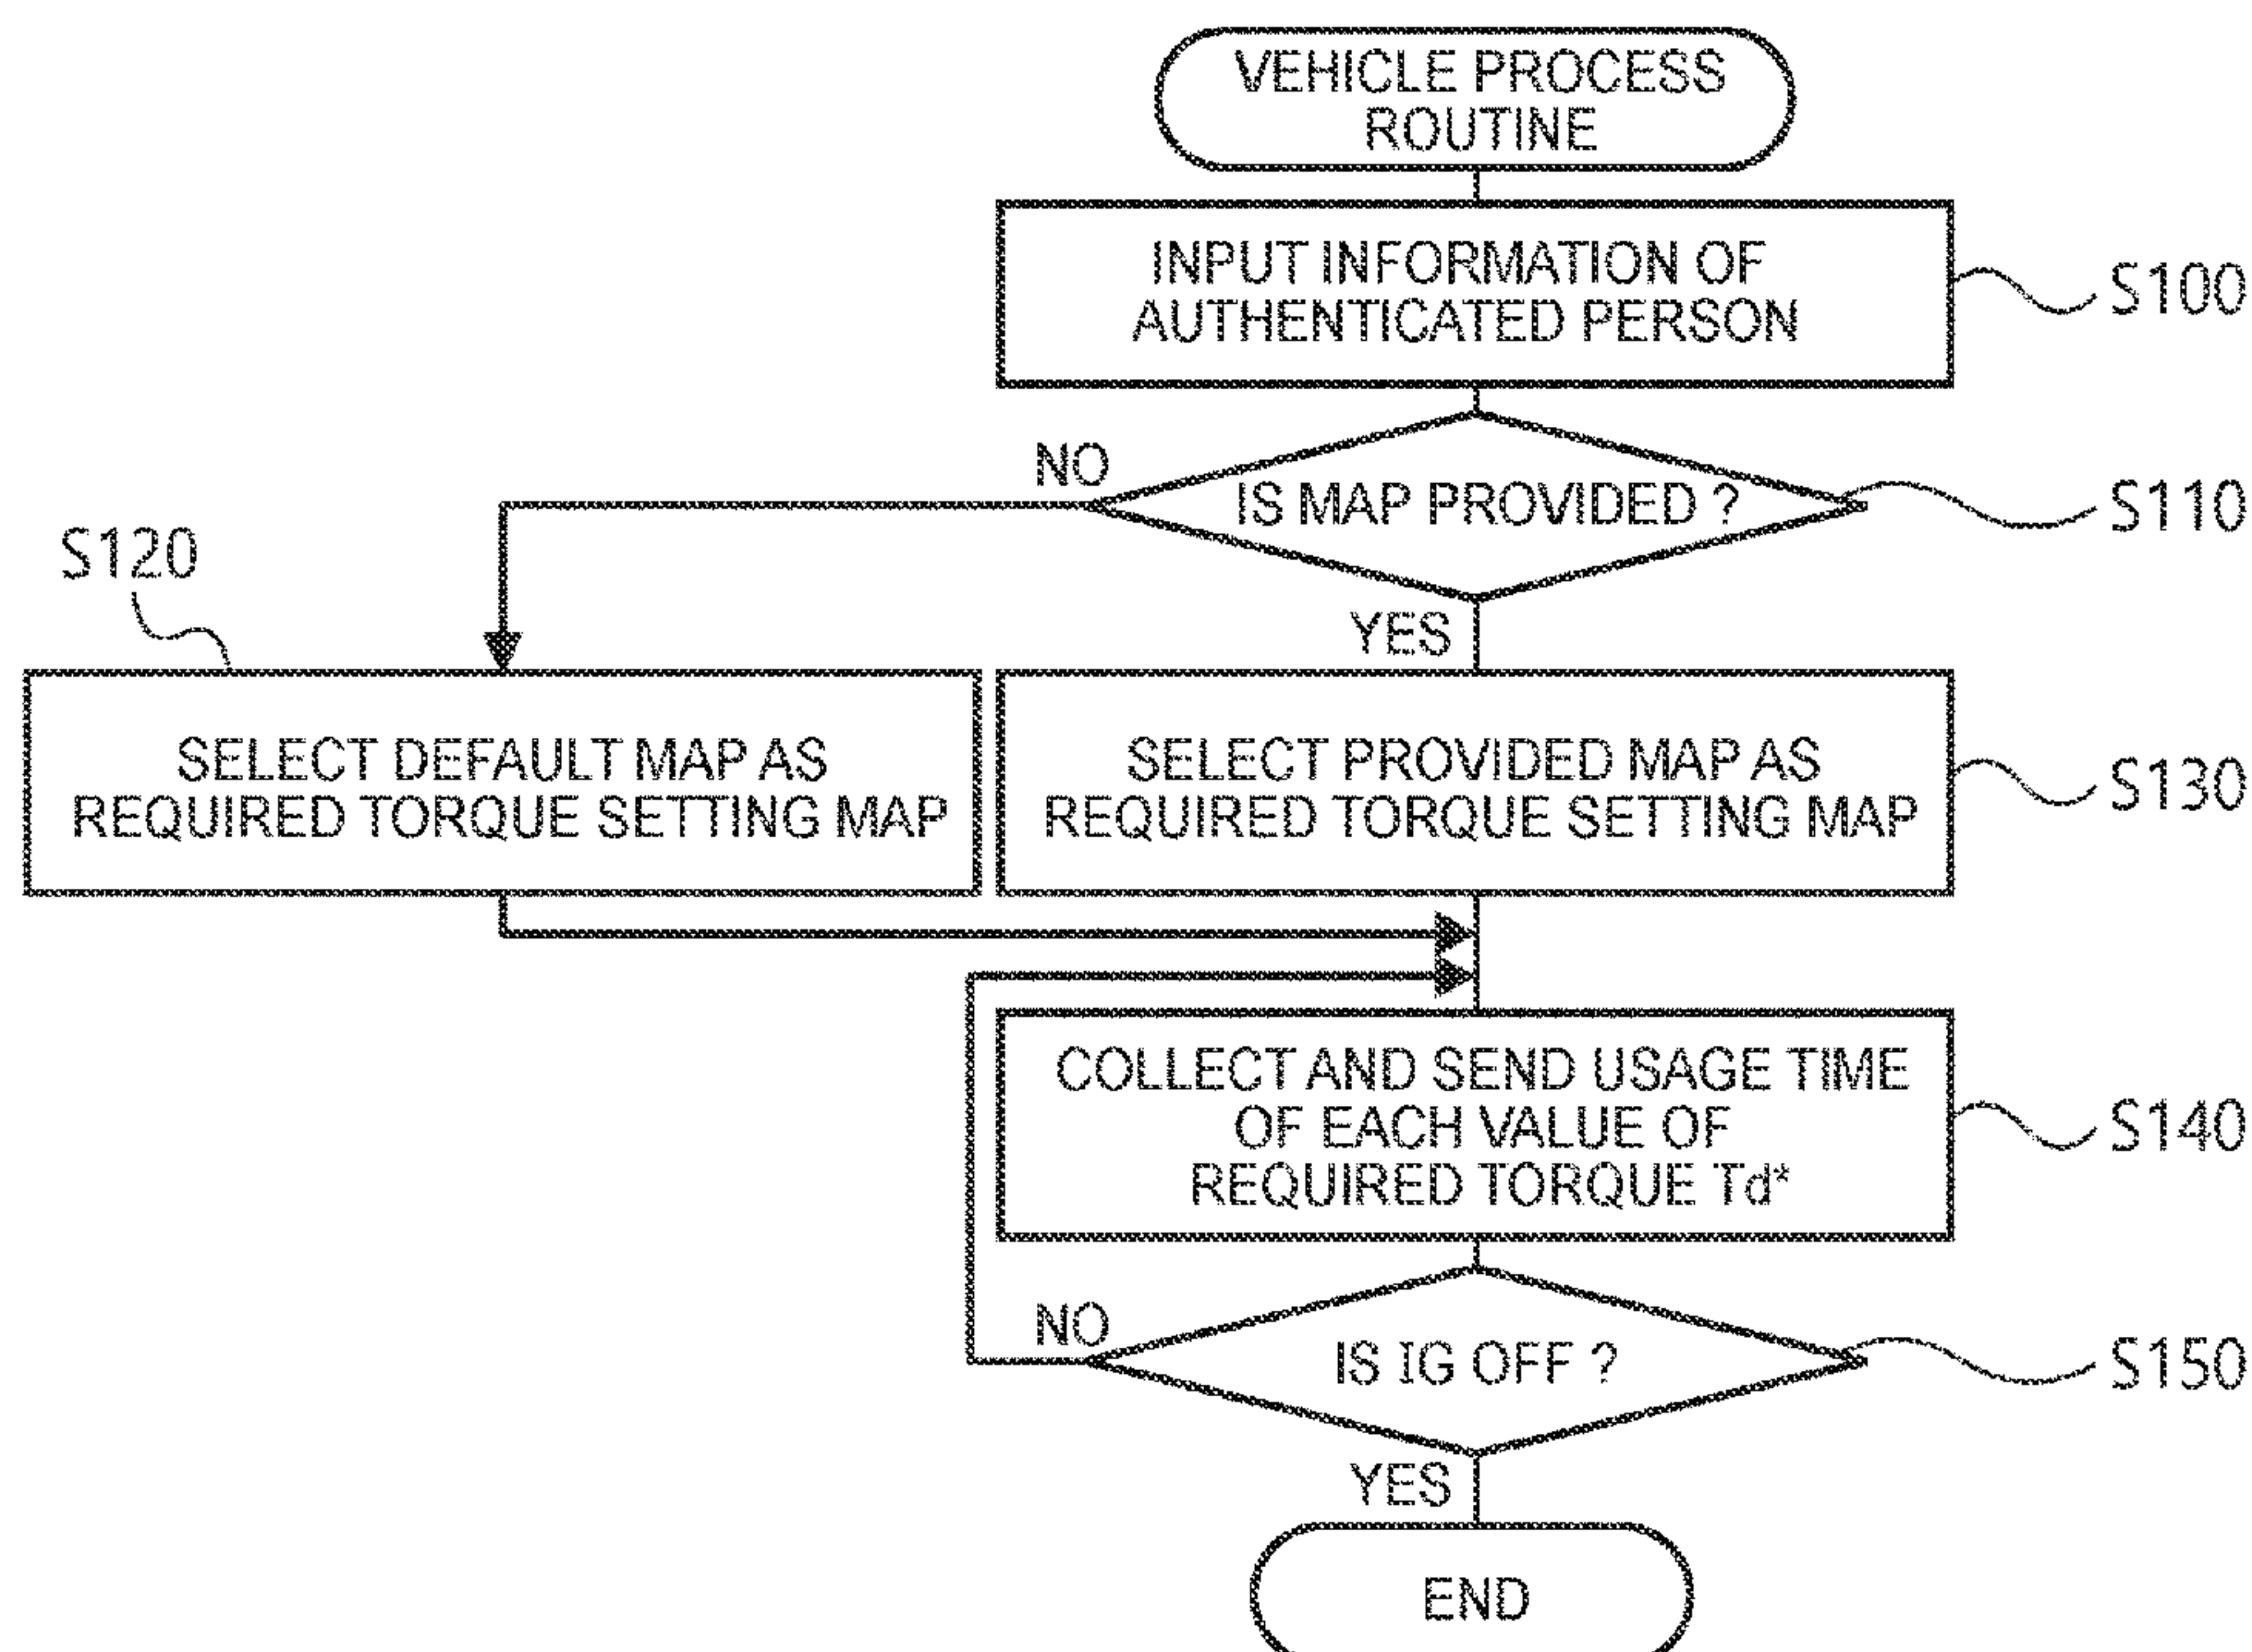 VEHICLE PROCESS
ROUTINE
INPUT INFORMATION OF
AUTHENTICATED PERSON
S100
NO
IS MAP PROVIDED ?
S110
S120
YES
SELECT DEFAULT MAP AS
REQUIRED TORQUE SETTING MAP
SELECT PROVIDED MAP AS
REQUIRED TORQUE SETTING MAP
S130
COLLECT AND SEND USAGE TIME
OF EACH VALUE OF
REQUIRED TORQUE Td*
S140
NO
IS IG OFF ?
S150
YES
END